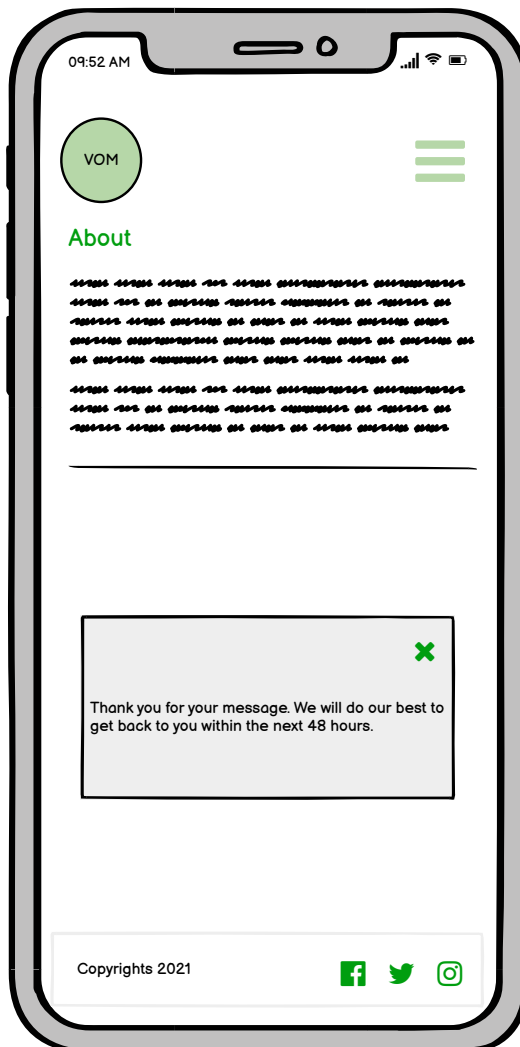 09:52 AM
VOM
About
Thank you for your message. We will do our best to
get back to you within the next 48 hours.
Copyrights 2021